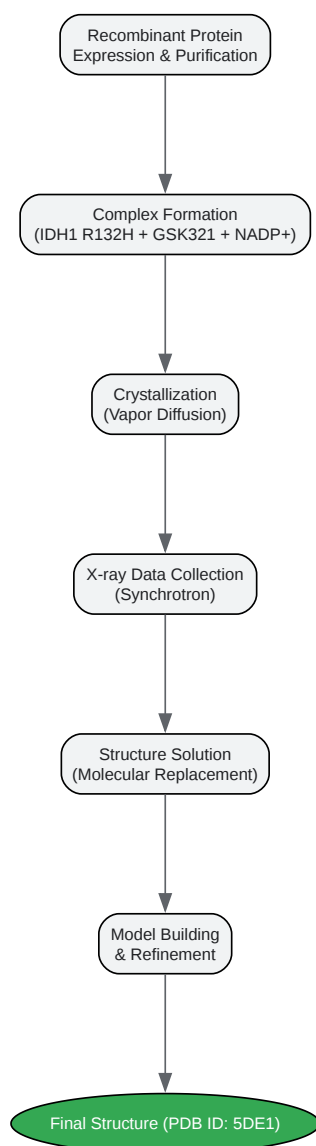 Recombinant Protein
Expression & Purification
Complex Formation
(IDH1 R132H + GSK321 + NADP+)
Crystallization
(Vapor Diffusion)
X-ray Data Collection
(Synchrotron)
Structure Solution
(Molecular Replacement)
Model Building
& Refinement
Final Structure (PDB ID: 5DE1)